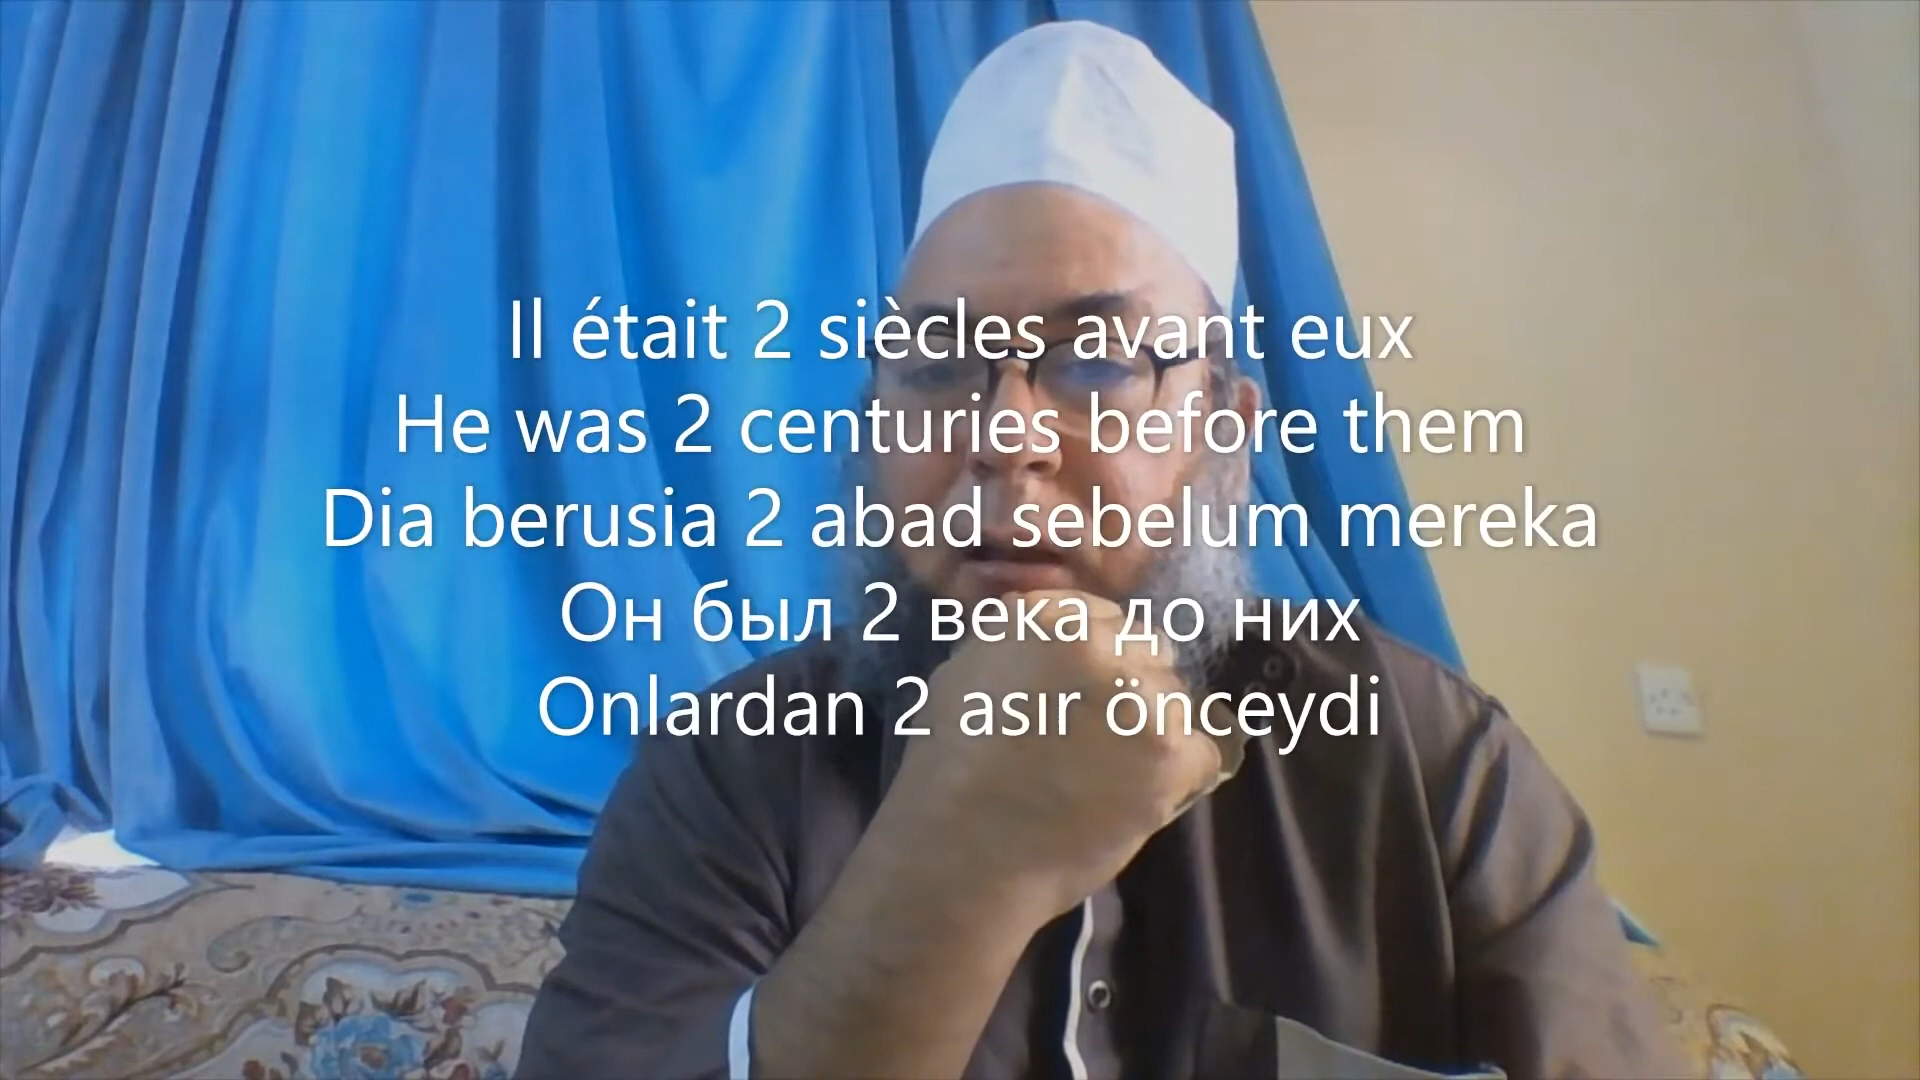 Il était 2 siècles avant eux
He was 2 centuries before them
Dia berusia 2 abad sebelum mereka
Он был 2 века до них
Onlardan 2 asır önceydi